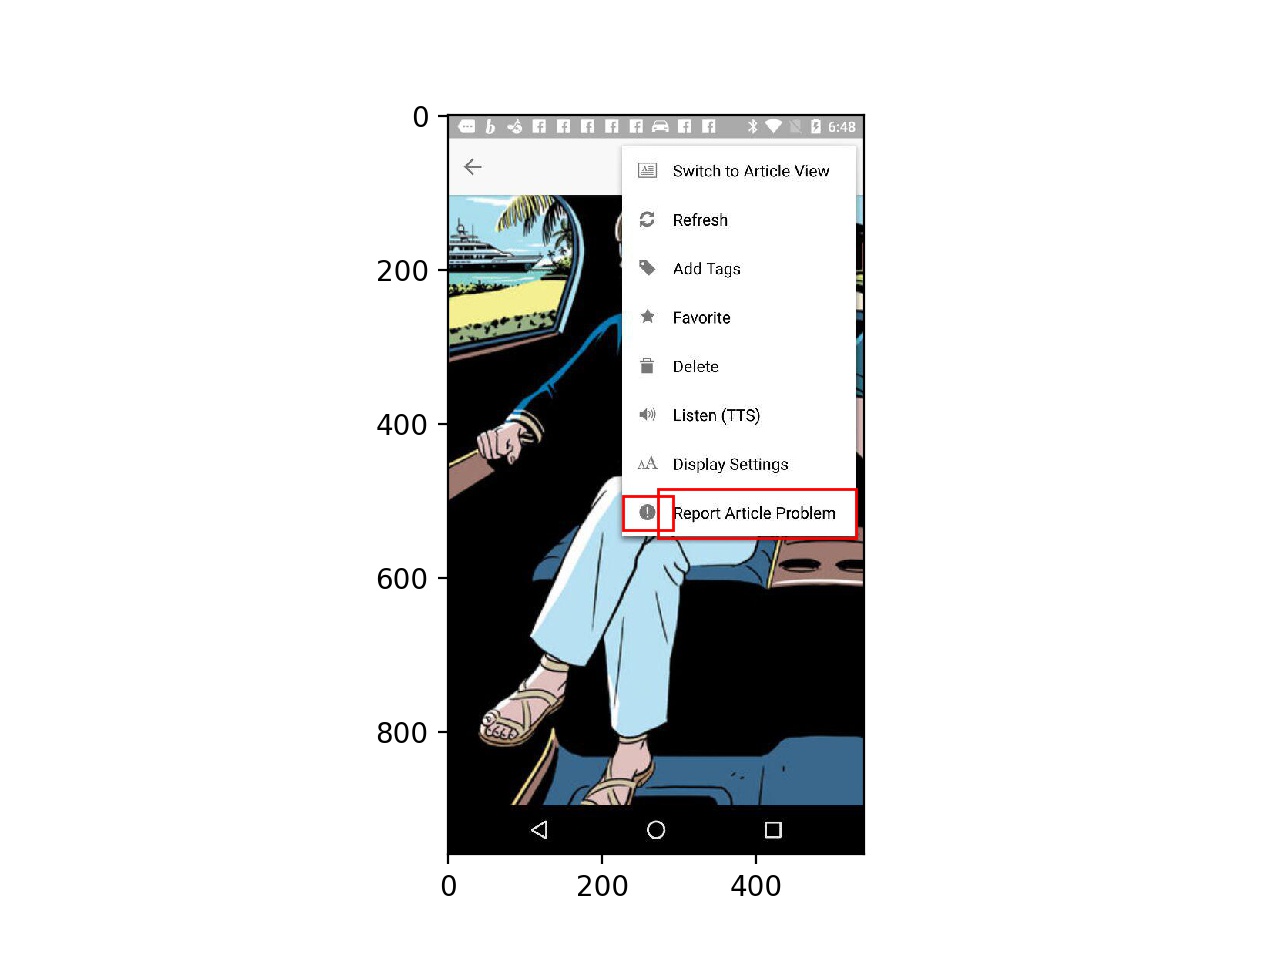 0
200
400
600
800
0
200
400
6:48
Switch to Article View
Refresh
Add Tags
Favorite
Delete
AA
Listen (TTS)
Display Settings
Report Article Problem